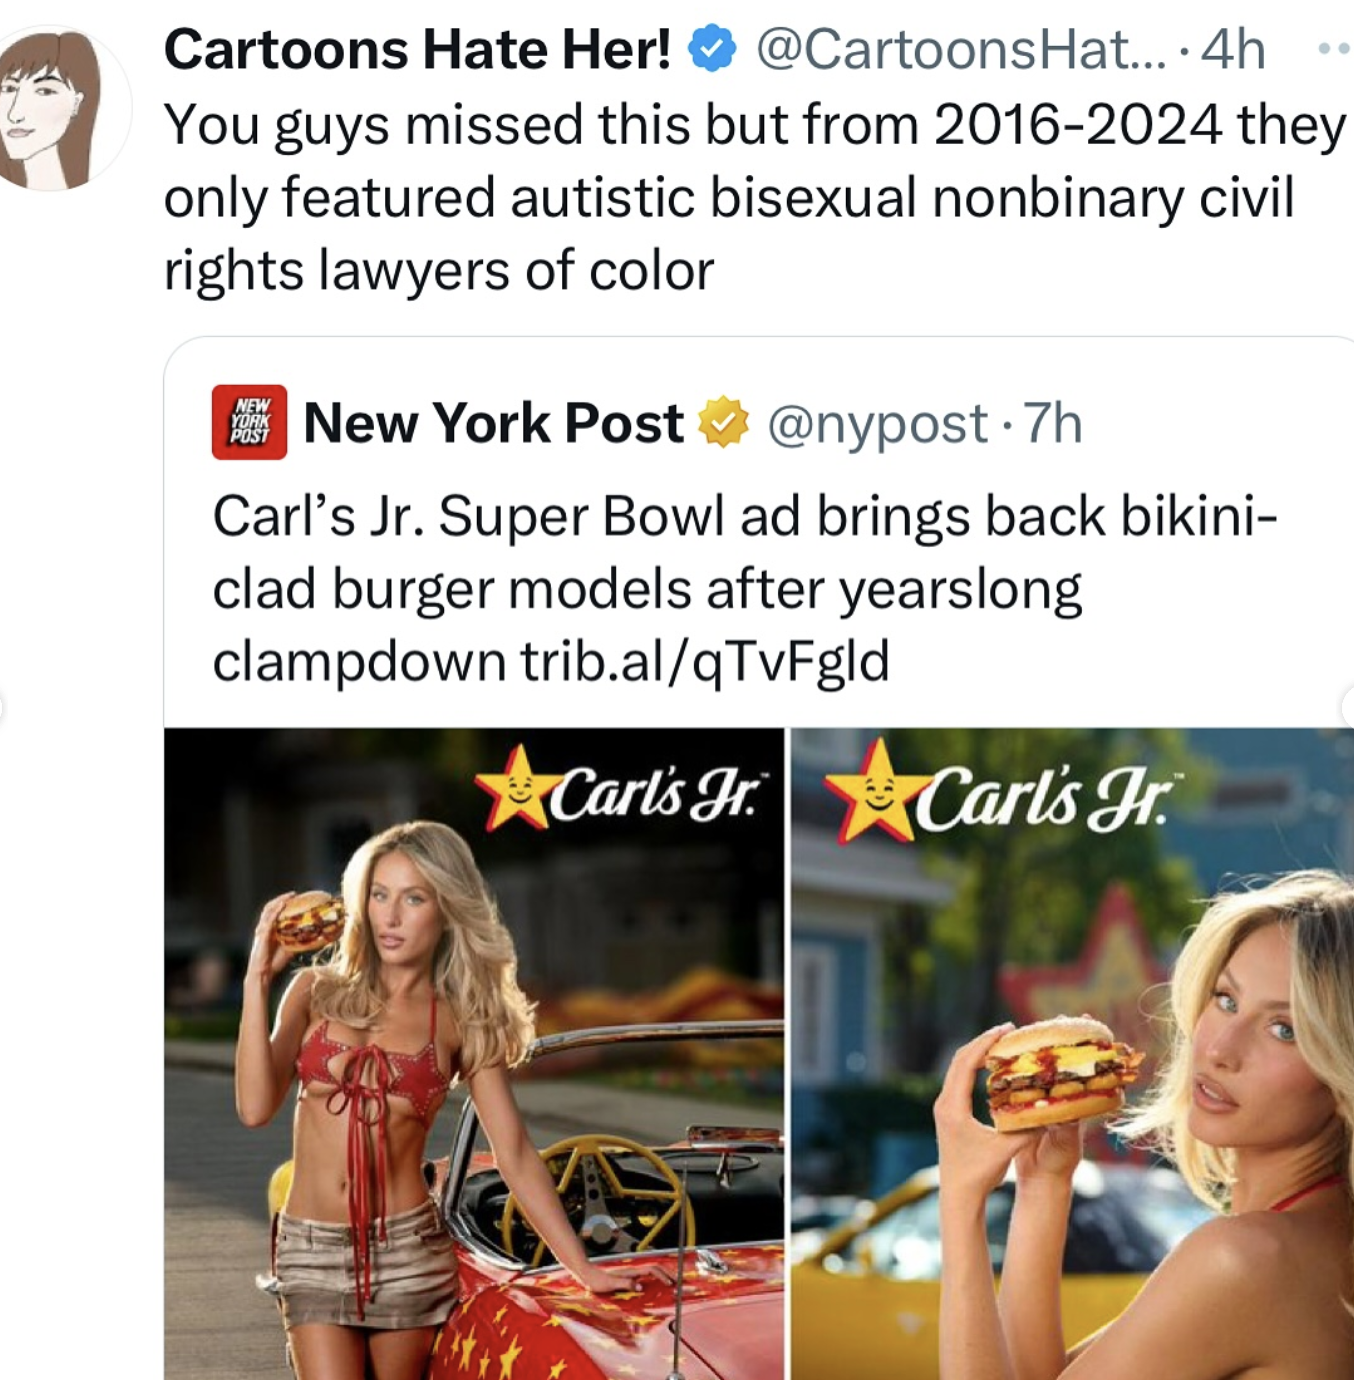 Cartoons Hate Her! @CartoonsHat... · 4h
You guys missed this but from 2016-2024 they
only featured autistic bisexual nonbinary civil
rights lawyers of color
NEW
YORK
POST
New York Post @nypost · 7h
Carl’s Jr. Super Bowl ad brings back bikini-
clad burger models after yearslong
clampdown trib.al/qTvFgld
Carl's Jr.™
Carl's Jr.™